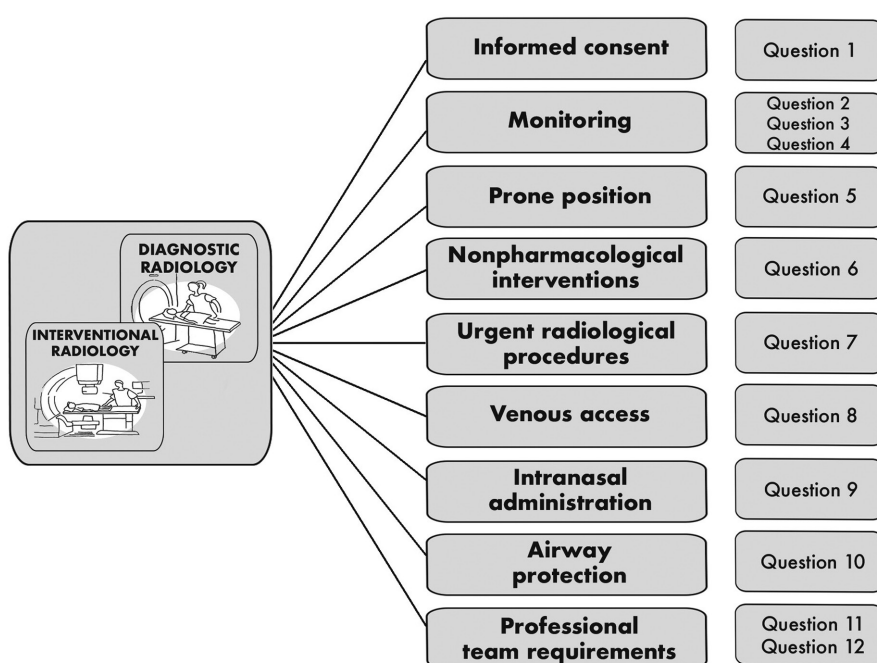 Informed consent
Question 1
Monitoring
Question 2
Question 3
Question 4
Prone position
Question 5
DIAGNOSTIC
RADIOLOGY
INTERVENTIONAL
RADIOLOGY
Nonpharmacological
interventions
Question 6
Urgent radiological
procedures
Question 7
Venous access
Question 8
Intranasal
administration
Question 9
Airway
protection
Question 10
Professional
team requirements
Question 11
Question 12